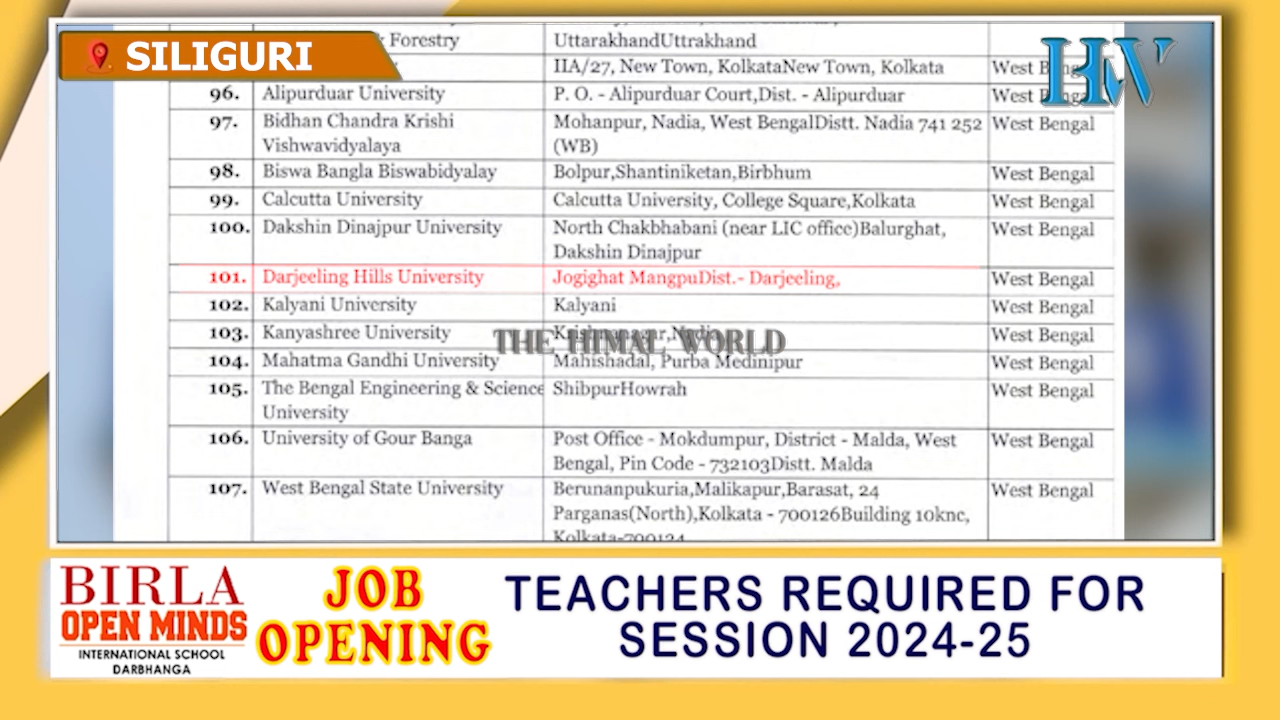 SILIGURI
HW
Forestry
UttarakhandUttrakhand
IIA/27, New Town, KolkataNew Town, Kolkata
West Bengal
96. Alipurduar University
P. O. - Alipurduar Court,Dist. - Alipurduar
West Bengal
97. Bidhan Chandra Krishi
Vishwavidyalaya
Mohanpur, Nadia, West BengalDistt. Nadia 741 252
(WB)
West Bengal
98. Biswa Bangla Biswabidyalay
Bolpur,Shantiniketan,Birbhum
West Bengal
99. Calcutta University
Calcutta University, College Square,Kolkata
West Bengal
100. Dakshin Dinajpur University
North Chakbhabani (near LIC office)Balurghat,
Dakshin Dinajpur
West Bengal
101. Darjeeling Hills University
Jogighat MangpuDist.- Darjeeling,
West Bengal
102. Kalyani University
Kalyani
West Bengal
103. Kanyashree University
Krishnanagar,Nadia
West Bengal
THE HIMAL WORLD
104. Mahatma Gandhi University
Mahishadal, Purba Medinipur
West Bengal
105. The Bengal Engineering & Science
University
ShibpurHowrah
West Bengal
106. University of Gour Banga
Post Office - Mokdumpur, District - Malda, West
Bengal, Pin Code - 732103Distt. Malda
West Bengal
107. West Bengal State University
Berunanpukuria,Malikapur,Barasat, 24
Parganas(North),Kolkata - 700126Building 10knc,
Kolkata-700124
West Bengal
BIRLA
OPEN MINDS
INTERNATIONAL SCHOOL
DARBHANGA
JOB
OPENING
TEACHERS REQUIRED FOR
SESSION 2024-25